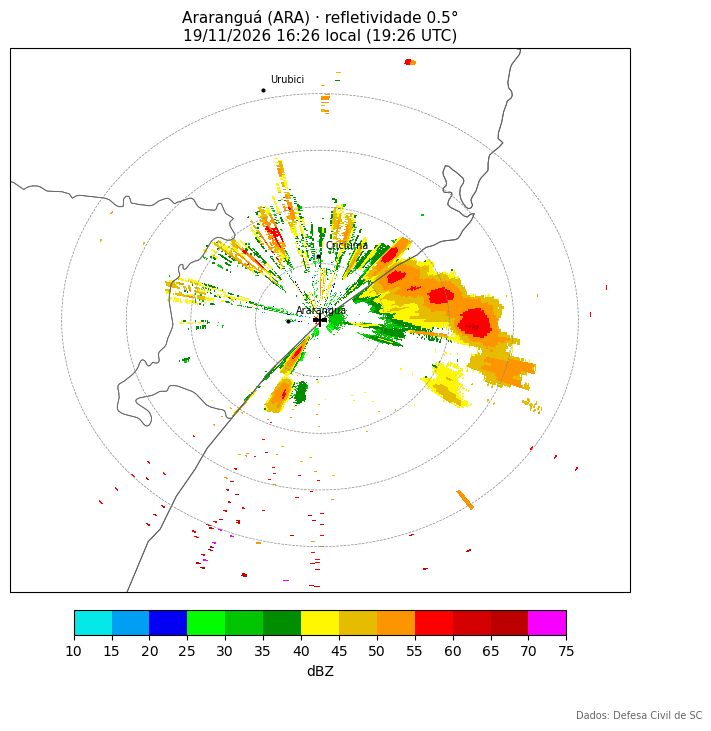 Araranguá (ARA) · refletividade 0.5°
19/11/2026 16:26 local (19:26 UTC)
Urubici
Criciúma
Araranguá
10 15 20 25 30 35 40 45 50 55 60 65 70 75
dBZ
Dados: Defesa Civil de SC